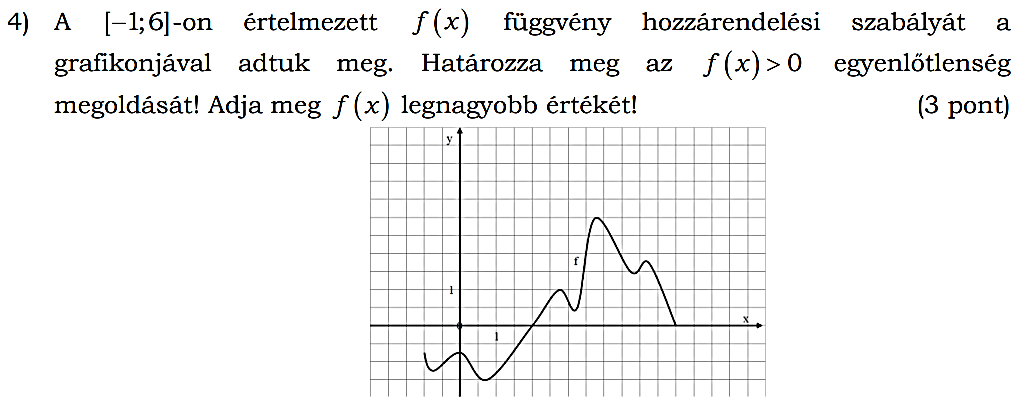 4) A [−1;6]-on értelmezett f(x) függvény hozzárendelési szabályát a
grafikonjával adtuk meg. Határozza meg az f(x)>0 egyenlőtlenség
megoldását! Adja meg f(x) legnagyobb értékét! (3 pont)
y
f
1
x
1